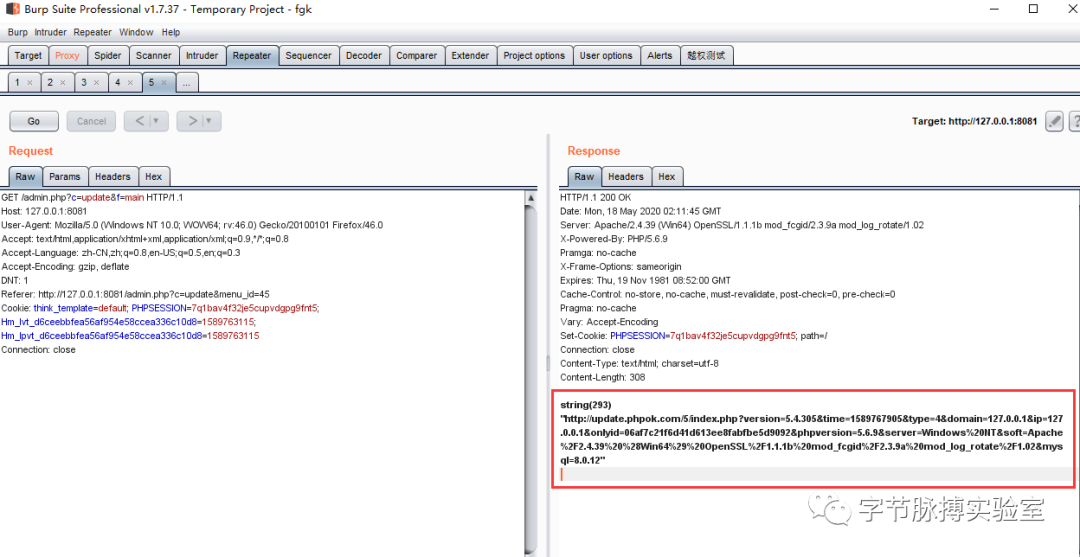 Burp Suite Professional v1.7.37 - Temporary Project - fgk
Burp Intruder Repeater Window Help
Target Proxy Spider Scanner Intruder Repeater Sequencer Decoder Comparer Extender Project options User options Alerts 越权测试
1 × 2 × 3 × 4 × 5 × ...
Go Cancel < | ▼ > | ▼ Target: http://127.0.0.1:8081 ?
Request
Raw Params Headers Hex
GET /admin.php?c=update&f=main HTTP/1.1
Host: 127.0.0.1:8081
User-Agent: Mozilla/5.0 (Windows NT 10.0; WOW64; rv:46.0) Gecko/20100101 Firefox/46.0
Accept: text/html,application/xhtml+xml,application/xml;q=0.9,*/*;q=0.8
Accept-Language: zh-CN,zh;q=0.8,en-US;q=0.5,en;q=0.3
Accept-Encoding: gzip, deflate
DNT: 1
Referer: http://127.0.0.1:8081/admin.php?c=update&menu_id=45
Cookie: think_template=default; PHPSESSION=7q1bav4f32je5cupvdgpg9fnt5;
Hm_lvt_d6ceebbfea56af954e58ccea336c10d8=1589763115;
Hm_lpvt_d6ceebbfea56af954e58ccea336c10d8=1589763115
Connection: close
Response
Raw Headers Hex
HTTP/1.1 200 OK
Date: Mon, 18 May 2020 02:11:45 GMT
Server: Apache/2.4.39 (Win64) OpenSSL/1.1.1b mod_fcgid/2.3.9a mod_log_rotate/1.02
X-Powered-By: PHP/5.6.9
Pramga: no-cache
X-Frame-Options: sameorigin
Expires: Thu, 19 Nov 1981 08:52:00 GMT
Cache-Control: no-store, no-cache, must-revalidate, post-check=0, pre-check=0
Pragma: no-cache
Vary: Accept-Encoding
Set-Cookie: PHPSESSION=7q1bav4f32je5cupvdgpg9fnt5; path=/
Connection: close
Content-Type: text/html; charset=utf-8
Content-Length: 308
string(293)
"http://update.phpok.com/5/index.php?version=5.4.305&time=1589767905&type=4&domain=127.0.0.1&ip=127
.0.0.1&onlyid=06af7c21f6d41d613ee8fabfbe5d9092&phpversion=5.6.9&server=Windows%20NT&soft=Apache
%2F2.4.39%20%28Win64%29%20OpenSSL%2F1.1.1b%20mod_fcgid%2F2.3.9a%20mod_log_rotate%2F1.02&mys
ql=8.0.12"
字节脉搏实验室